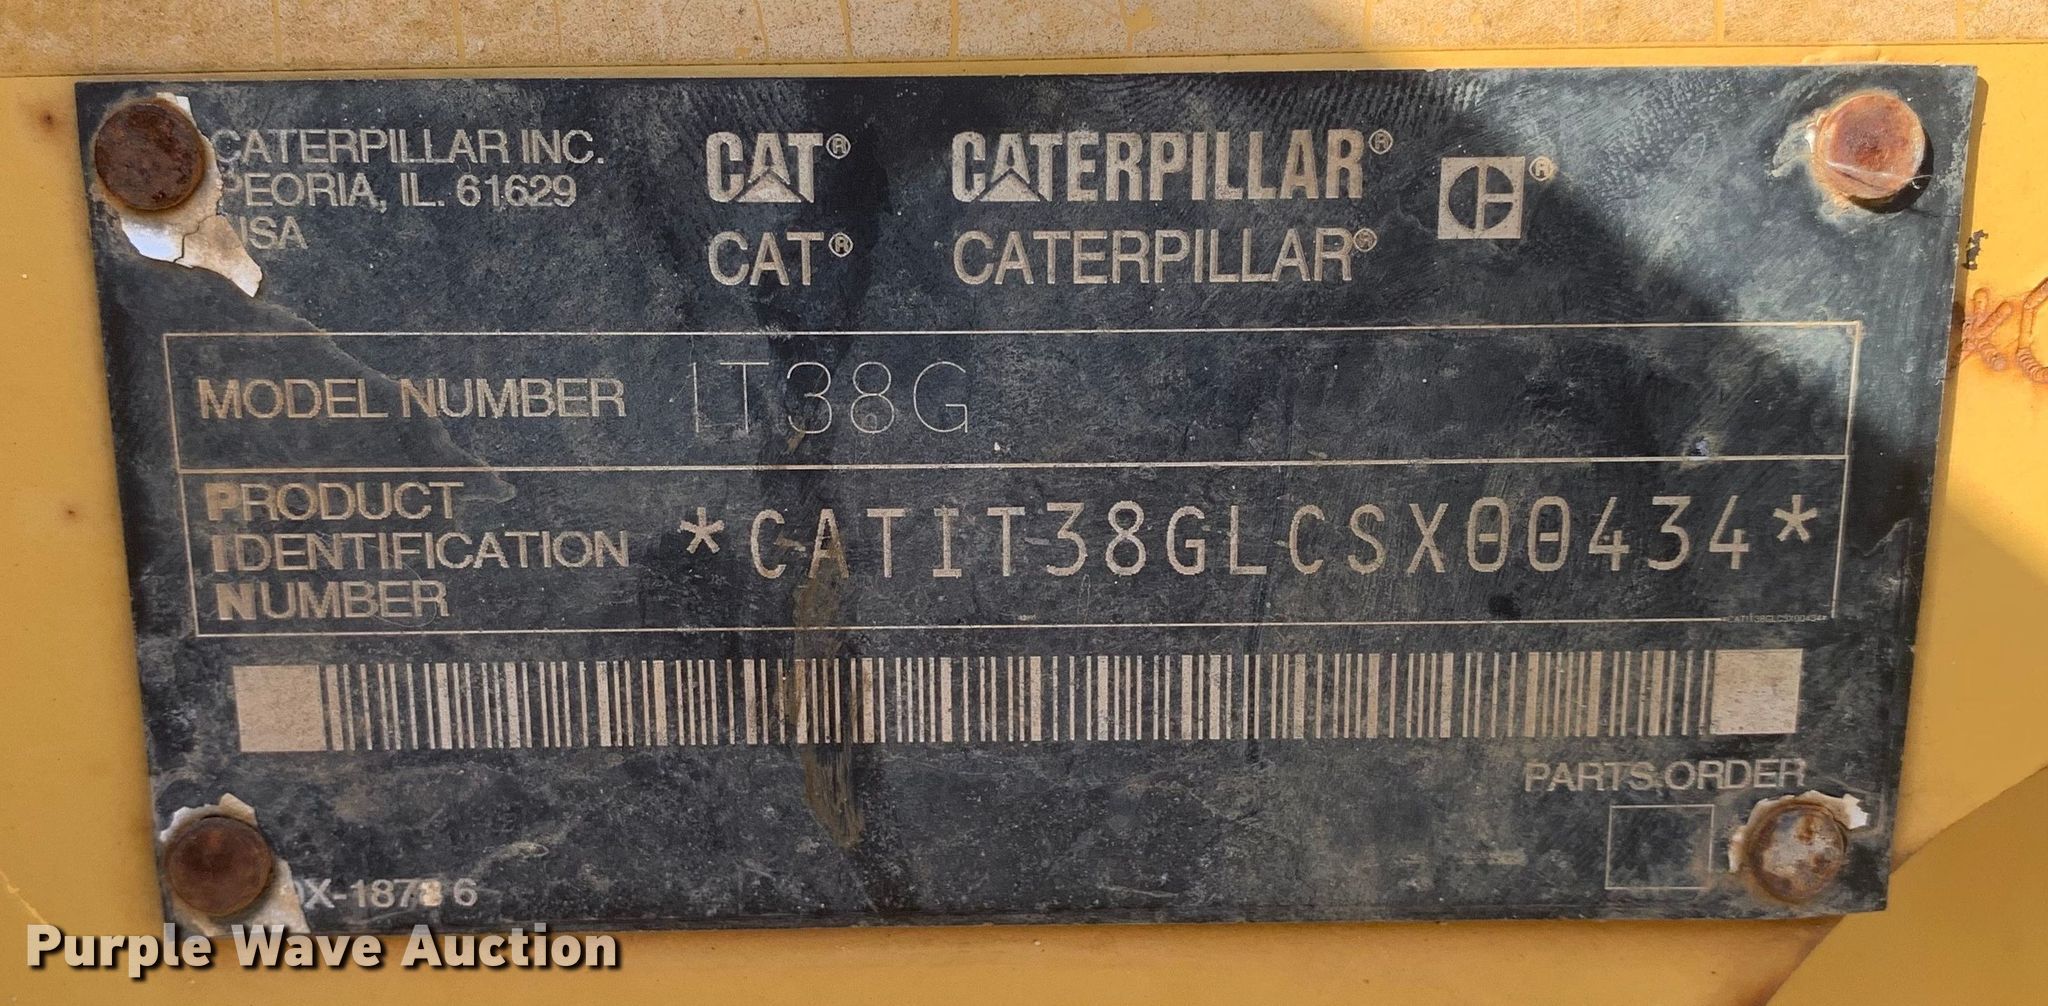 CATERPILLAR INC.
PEORIA, IL. 61629
USA
CAT® CATERPILLAR®
CAT® CATERPILLAR®
MODEL NUMBER IT38G
PRODUCT IDENTIFICATION NUMBER *CATIT38GLCSX00434*
*CATIT38GLCSX00434*
PARTS ORDER
Purple Wave Auction